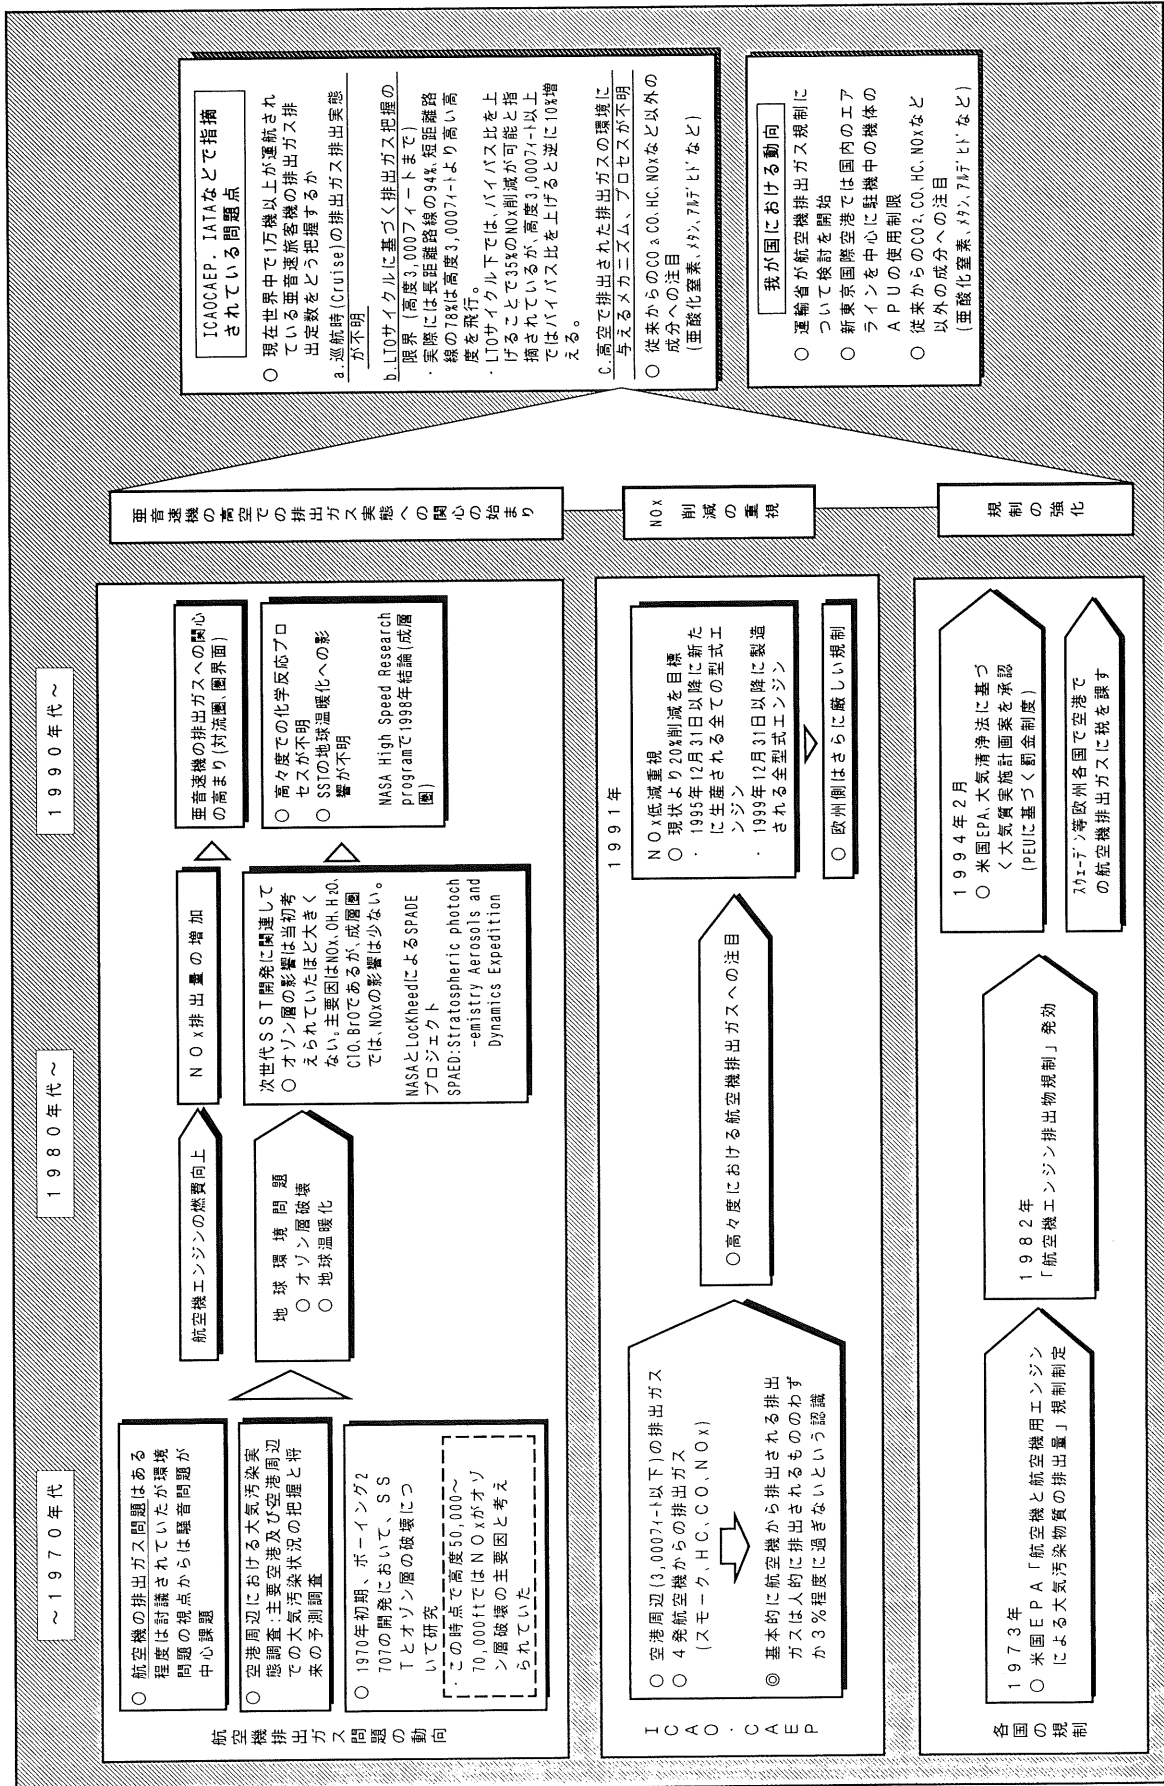 ~1970年代
1980年代~
1990年代~
航空機排出ガス問題の動向
○ 航空機の排出ガス問題はある
程度は討議されていたが環境
問題の視点からは騒音問題が
中心課題
○ 空港周辺における大気汚染実
態調査:主要空港及び空港周辺
での大気汚染状況の把握と将
来の予測調査
○ 1970年初期、ボーイング2
707の開発において、SS
Tとオゾン層の破壊につ
いて研究
・この時点で高度50,000~
70,000ftではNOxがオゾ
ン層破壊の主要因と考え
られていた
航空機エンジンの燃費向上
地球環境問題
○ オゾン層破壊
○ 地球温暖化
NOx排出量の増加
次世代SST開発に関連して
○ オゾン層の影響は当初考
えられていたほど大きく
ない。主要因はNOx、OH、H2O、
ClO、BrOであるが、成層圏
では、NOxの影響は少ない。
NASAとLocKheedによるSPADE
プロジェクト
SPAED:Stratospheric photoch
-emistry Aerosols and
Dynamics Expedition
亜音速機の排出ガスへの関心
の高まり(対流圏、圏界面)
○ 高々度での化学反応プロ
セスが不明
○ SSTの地球温暖化への影
響が不明
NASA High Speed Research
programで1998年結論(成層
圏)
亜音速機の高空での排出ガス実態への関心の始まり
ICAO・CAEP
○ 空港周辺(3,000フィート以下)の排出ガス
○ 4発航空機からの排出ガス
(スモーク、HC、CO、NOx)
◎ 基本的に航空機から排出される排出
ガスは人的に排出されるもののわず
か3%程度に過ぎないという認識
○高々度における航空機排出ガスへの注目
1991年
NOx低減重視
○ 現状より20%削減を目標
・ 1995年12月31日以降に新た
に生産される全ての型式エ
ンジン
・ 1999年12月31日以降に製造
される全型式エンジン
○ 欧州側はさらに厳しい規制
NOx削減の重視
各国の規制
1973年
○ 米国EPA「航空機と航空機用エンジン
による大気汚染物質の排出量」規制制定
1982年
「航空機エンジン排出物規制」発効
1994年2月
○ 米国EPA、大気清浄法に基づ
く大気質実施計画案を承認
(PEUに基づく罰金制度)
スウェーデン等欧州各国で空港で
の航空機排出ガスに税を課す
規制の強化
ICAOCAEP、IATAなどで指摘
されている問題点
○ 現在世界中で1万機以上が運航され
ている亜音速旅客機の排出ガス排
出定数をどう把握するか
a.巡航時(Cruise)の排出ガス排出実態
が不明
b.LTOサイクルに基づく排出ガス把握の
限界(高度3,000フィートまで)
・実際には長距離路線の94%、短距離路
線の78%は高度3,000フィートより高い高
度を飛行。
・LTOサイクル下では、バイパス比を上
げることで35%のNOx削減が可能と指
摘されているが、高度3,000フィート以上
ではバイパス比を上げると逆に10%増
える。
C.高空で排出された排出ガスの環境に
与えるメカニズム、プロセスが不明
○ 従来からのCO2、CO、HC、NOxなど以外の
成分への注目
(亜酸化窒素、メタン、アルデヒドなど)
我が国における動向
○ 運輸省が航空機排出ガス規制に
ついて検討を開始
○ 新東京国際空港では国内のエア
ラインを中心に駐機中の機体の
APUの使用制限
○ 従来からのCO2、CO、HC、NOxなど
以外の成分への注目
(亜酸化窒素、メタン、アルデヒドなど)